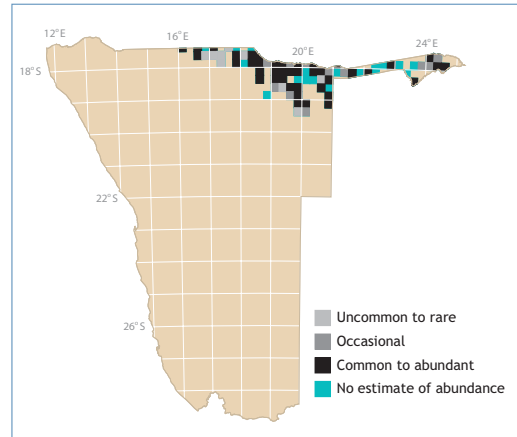 12°E
16°E
20°E
24°E
18°S
22°S
26°S
Uncommon to rare
Occasional
Common to abundant
No estimate of abundance